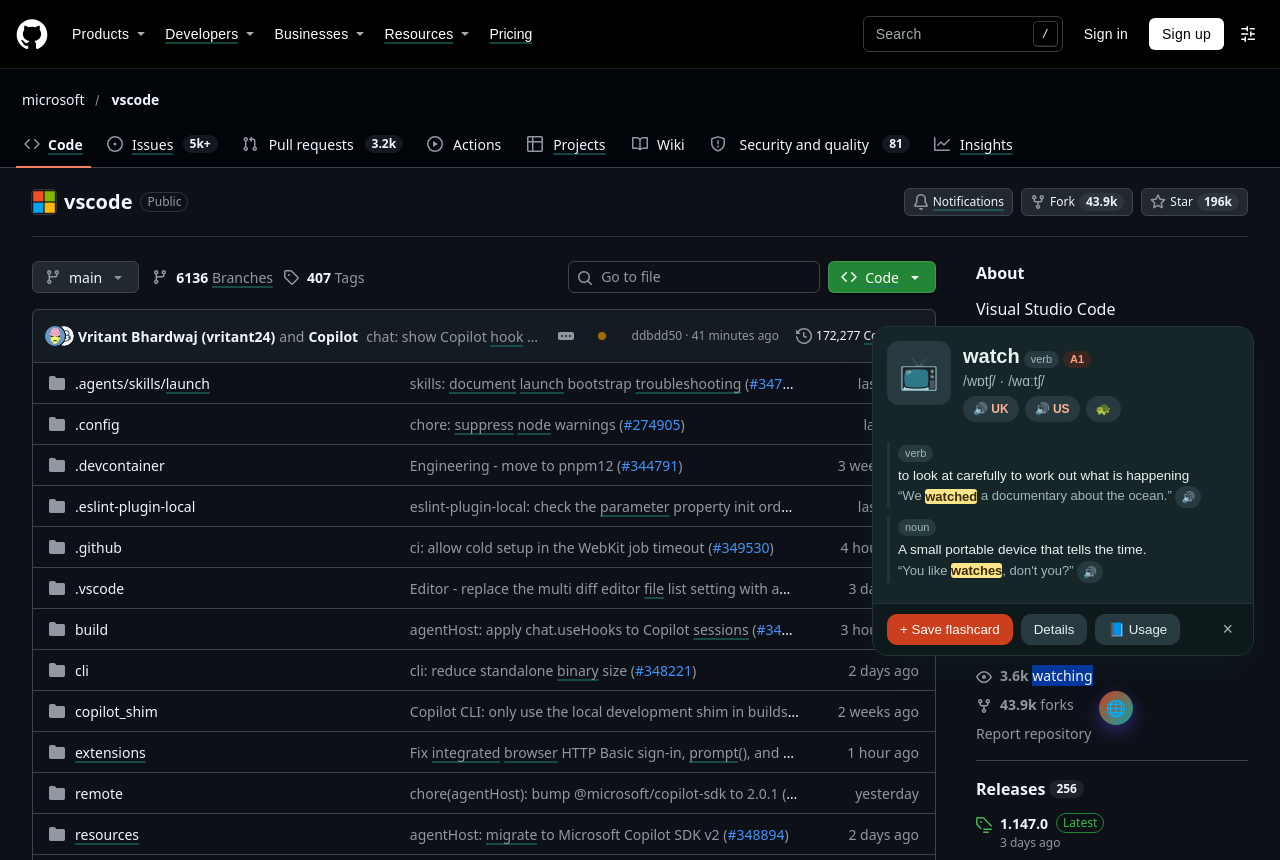 Products Developers Businesses Resources Pricing Search / Sign in Sign up
microsoft / vscode
Code Issues 5k+ Pull requests 3.2k Actions Projects Wiki Security and quality 81 Insights
vscode Public Notifications Fork 43.9k Star 196k
main 6136 Branches 407 Tags Go to file Code
Vritant Bhardwaj (vritant24) and Copilot chat: show Copilot hook … ddbdd50 · 41 minutes ago 172,277
.agents/skills/launch skills: document launch bootstrap troubleshooting (#347…
.config chore: suppress node warnings (#274905)
.devcontainer Engineering - move to pnpm12 (#344791) 3
.eslint-plugin-local eslint-plugin-local: check the parameter property init ord…
.github ci: allow cold setup in the WebKit job timeout (#349530) 4
.vscode Editor - replace the multi diff editor file list setting with a… 3
build agentHost: apply chat.useHooks to Copilot sessions (#34… 3
cli cli: reduce standalone binary size (#348221) 2 days ago
copilot_shim Copilot CLI: only use the local development shim in builds… 2 weeks ago
extensions Fix integrated browser HTTP Basic sign-in, prompt(), and … 1 hour ago
remote chore(agentHost): bump @microsoft/copilot-sdk to 2.0.1 (… yesterday
resources agentHost: migrate to Microsoft Copilot SDK v2 (#348894) 2 days ago
About
Visual Studio Code
watch verb A1
/wɒtʃ/ · /wɑːtʃ/
UK US
verb
to look at carefully to work out what is happening
“We watched a documentary about the ocean.”
noun
A small portable device that tells the time.
“You like watches, don't you?”
+ Save flashcard Details Usage ×
3.6k watching
43.9k forks
Report repository
Releases 256
1.147.0 Latest
3 days ago